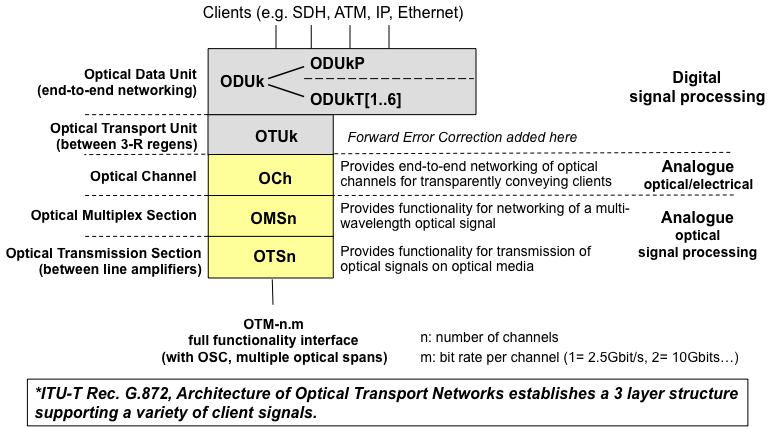 Clients (e.g. SDH, ATM, IP, Ethernet)
Optical Data Unit
(end-to-end networking)
ODUk
ODUkP
ODUkT[1..6]
Digital
signal processing
Optical Transport Unit
(between 3-R regens)
OTUk
Forward Error Correction added here
Optical Channel
OCh
Provides end-to-end networking of optical
channels for transparently conveying clients
Analogue
optical/electrical
Optical Multiplex Section
OMSn
Provides functionality for networking of a multi-
wavelength optical signal
Analogue
optical
signal processing
Optical Transmission Section
(between line amplifiers)
OTSn
Provides functionality for transmission of
optical signals on optical media
OTM-n.m
full functionality interface
(with OSC, multiple optical spans)
n: number of channels
m: bit rate per channel (1= 2.5Gbit/s, 2= 10Gbits…)
*ITU-T Rec. G.872, Architecture of Optical Transport Networks establishes a 3 layer structure
supporting a variety of client signals.